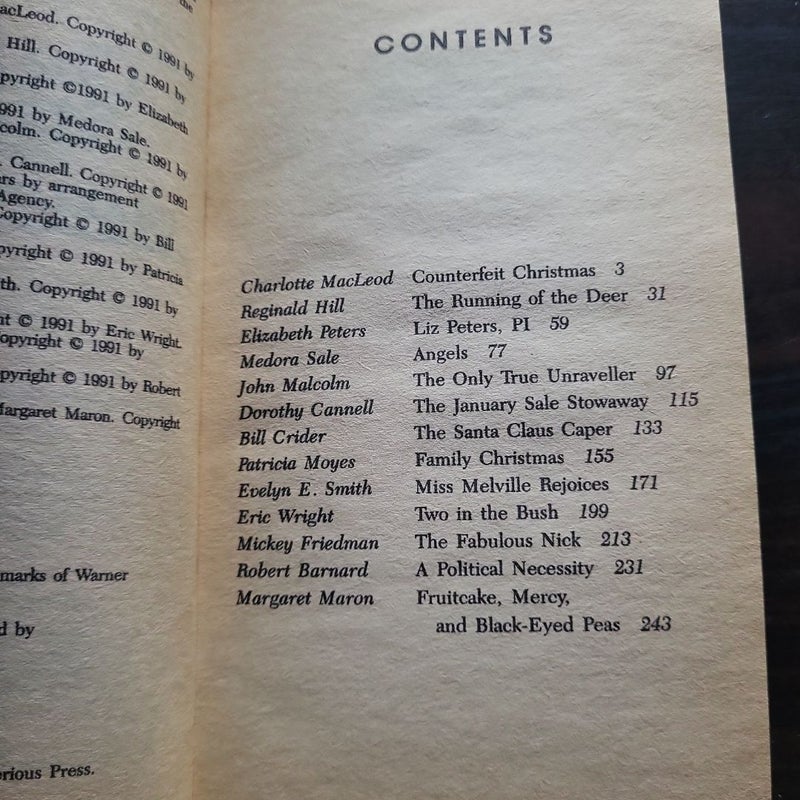 the
acLeod. Copyright © 1991 by
Hill. Copyright © 1991 by
pyright ©1991 by Elizabeth
991 by Medora Sale.
colm. Copyright © 1991 by
. Cannell. Copyright © 1991
rs by arrangement
Agency.
Copyright © 1991 by Bill
pyright © 1991 by Patricia
th. Copyright © 1991 by
ht © 1991 by Eric Wright.
opyright © 1991 by
pyright © 1991 by Robert
Margaret Maron. Copyright
marks of Warner
d by
erious Press.
CONTENTS
Charlotte MacLeod Counterfeit Christmas 3
Reginald Hill The Running of the Deer 31
Elizabeth Peters Liz Peters, PI 59
Medora Sale Angels 77
John Malcolm The Only True Unraveller 97
Dorothy Cannell The January Sale Stowaway 115
Bill Crider The Santa Claus Caper 133
Patricia Moyes Family Christmas 155
Evelyn E. Smith Miss Melville Rejoices 171
Eric Wright Two in the Bush 199
Mickey Friedman The Fabulous Nick 213
Robert Barnard A Political Necessity 231
Margaret Maron Fruitcake, Mercy,
and Black-Eyed Peas 243